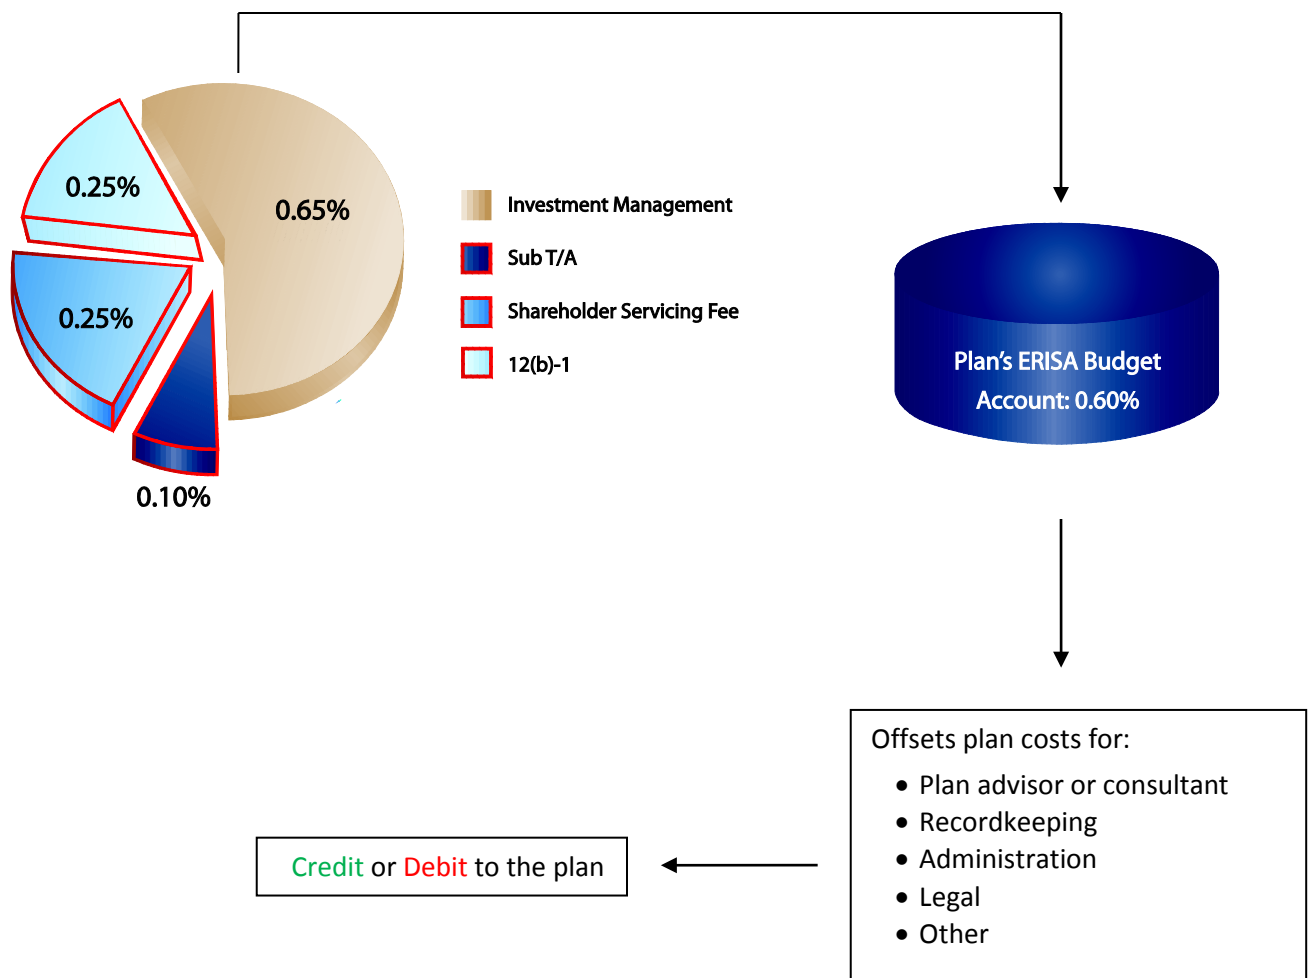 0.25%
0.65%
0.25%
0.10%
Investment Management
Sub T/A
Shareholder Servicing Fee
12(b)-1
Plan's ERISA Budget
Account: 0.60%
Offsets plan costs for:
• Plan advisor or consultant
• Recordkeeping
• Administration
• Legal
• Other
Credit or Debit to the plan